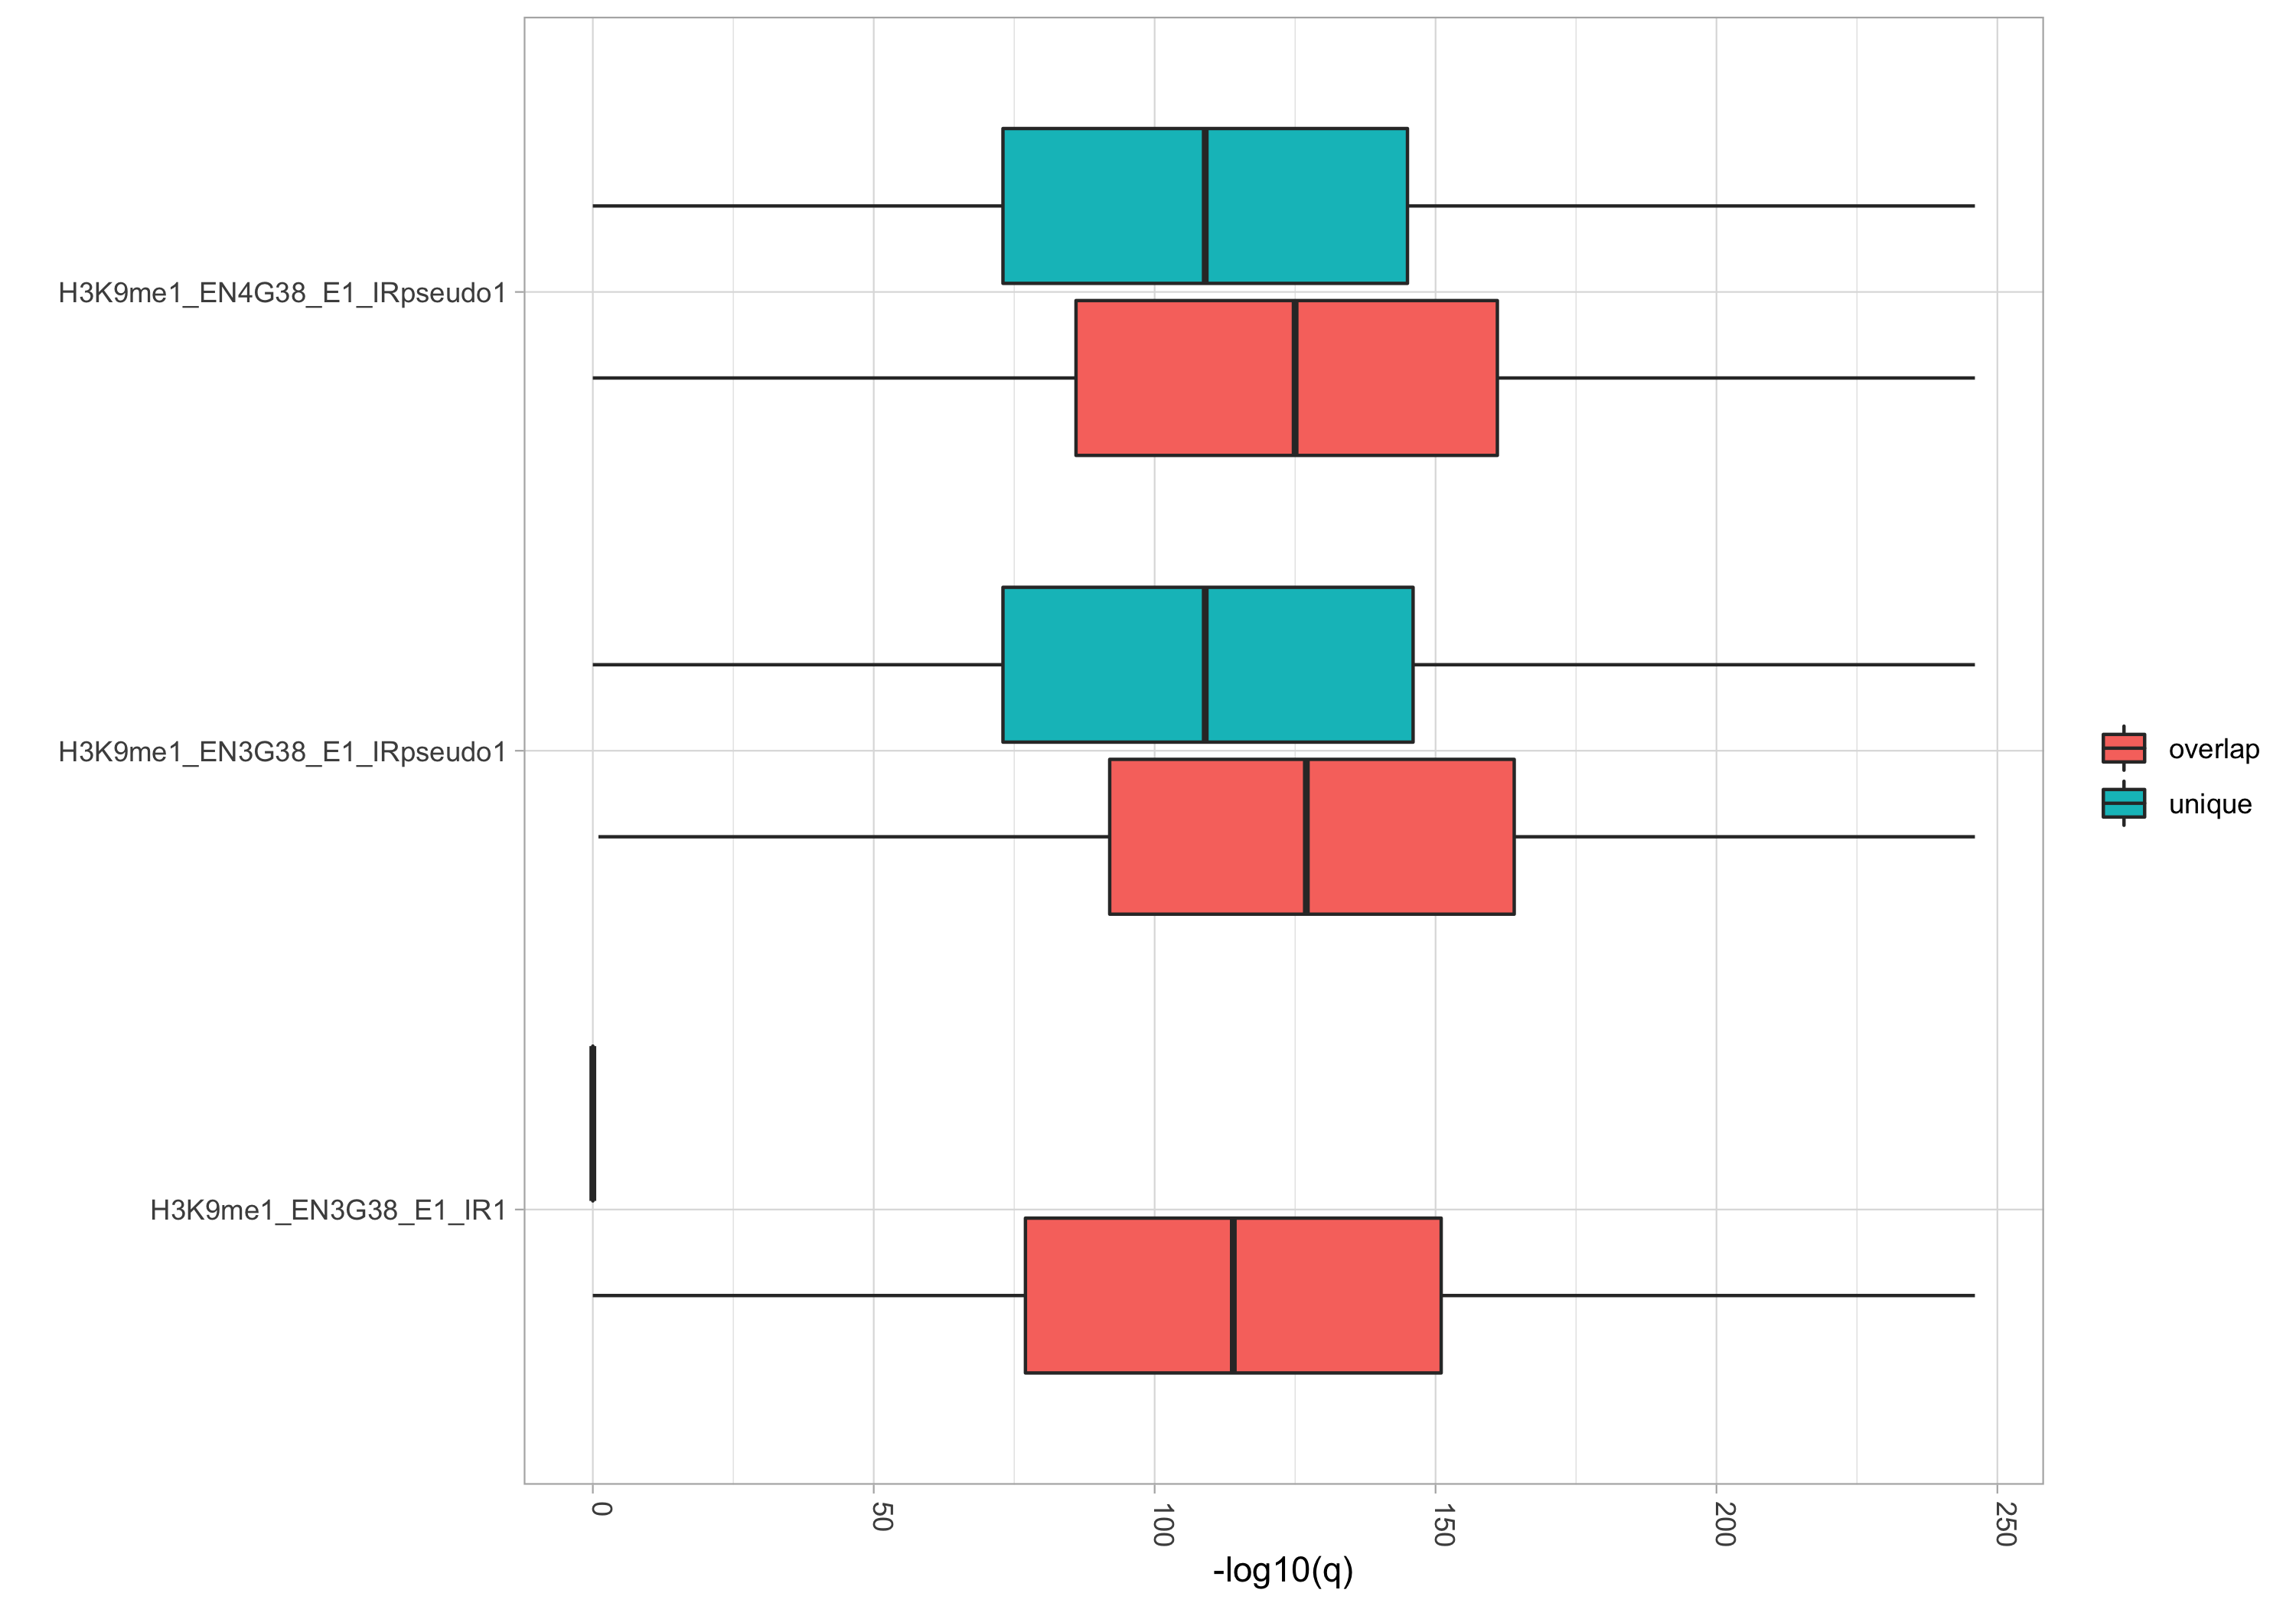 H3K9me1_EN4G38_E1_IRpseudo1
H3K9me1_EN3G38_E1_IRpseudo1
H3K9me1_EN3G38_E1_IR1
0
50
100
150
200
250
-log10(q)
overlap
unique